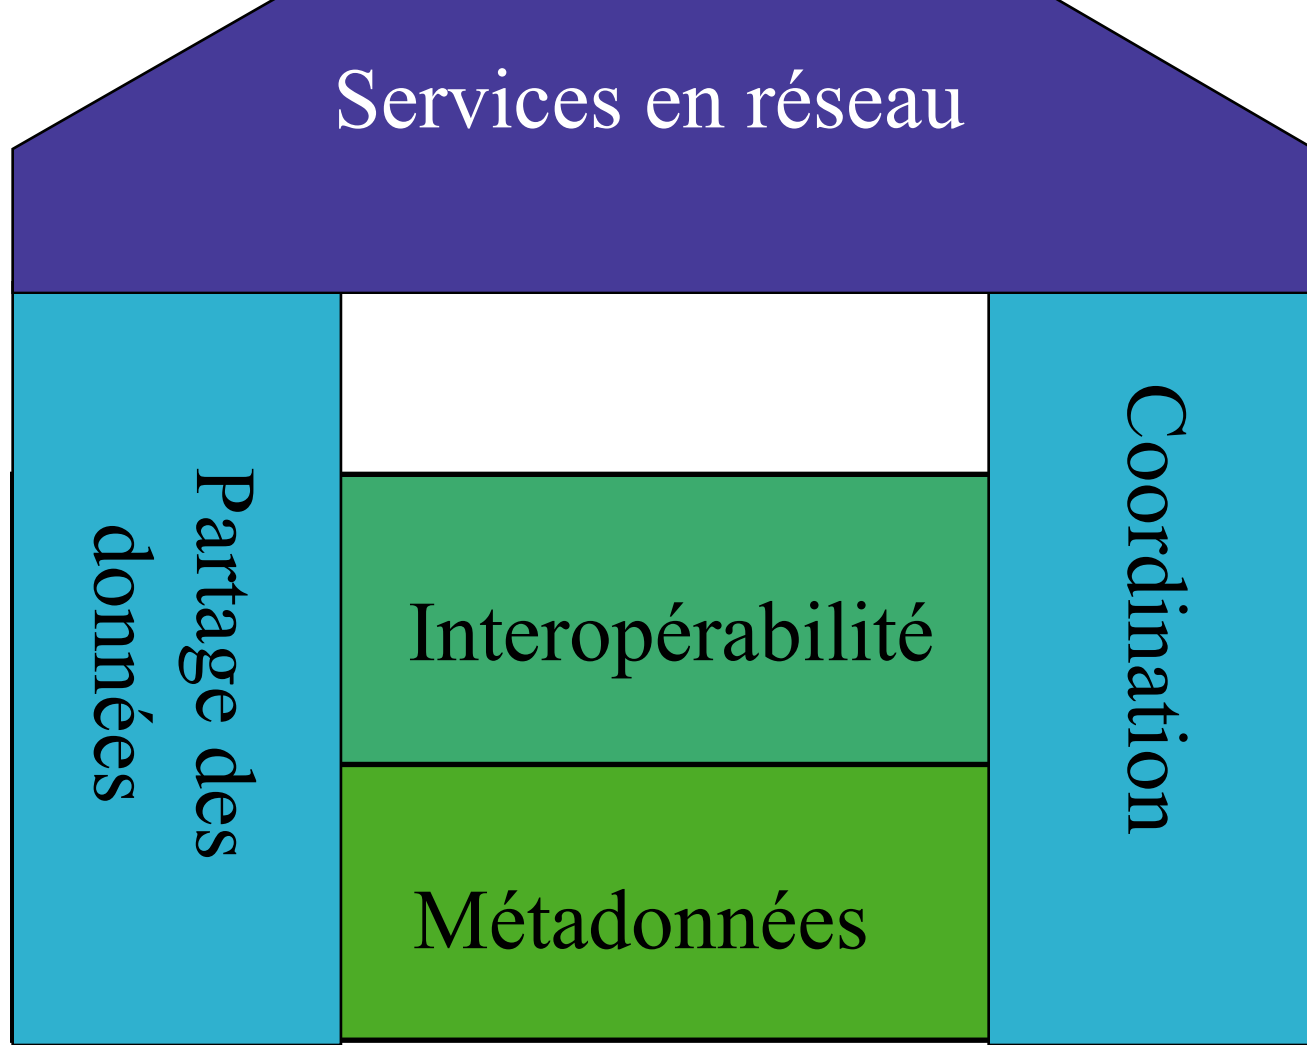 Services en réseau
Partage des
données
Interopérabilité
Métadonnées
Coordination